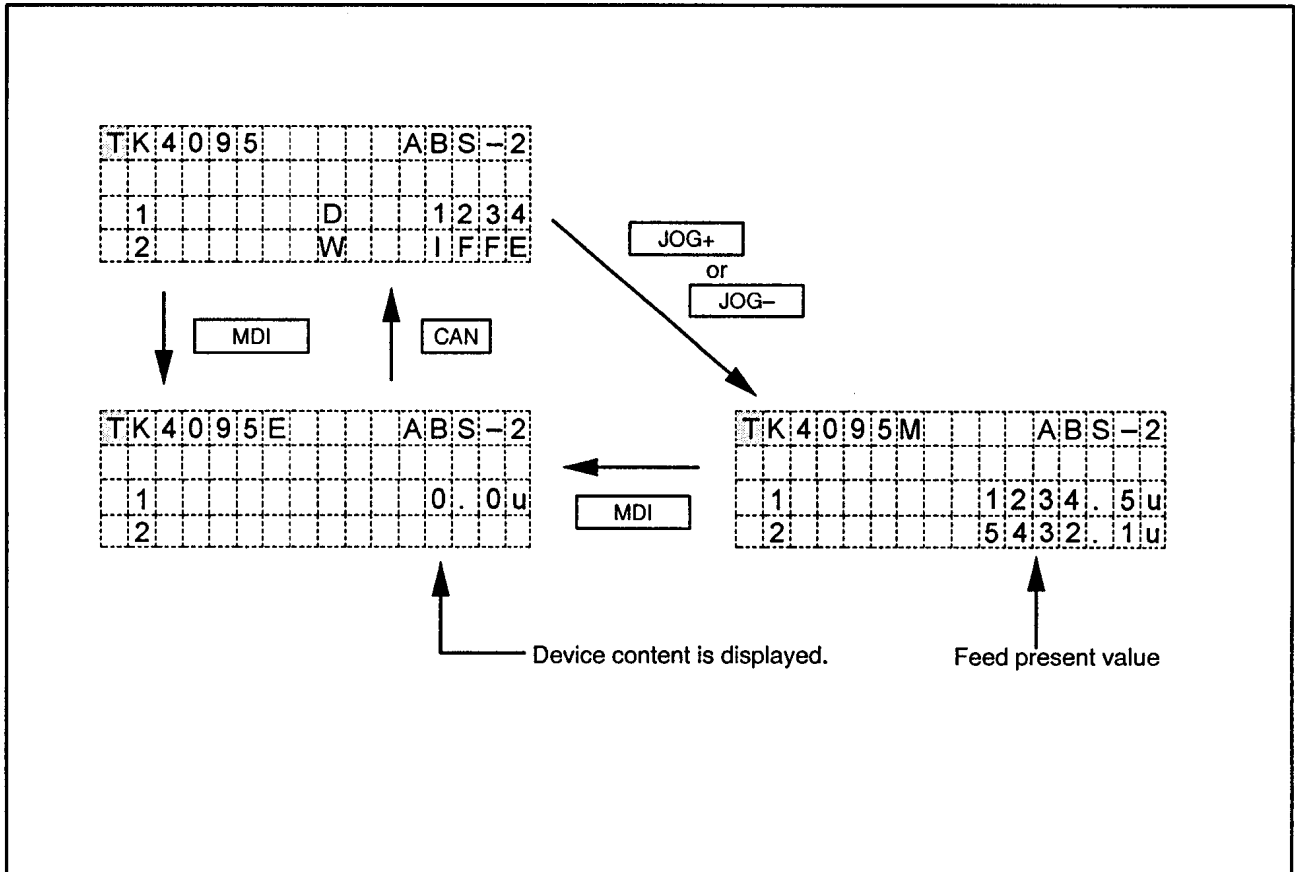 TK4095 ABS-2
1 D 1234
2 W IFFE
JOG+
or
JOG-
MDI
CAN
TK4095E ABS-2
1 0.0u
2
MDI
TK4095M ABS-2
1 1234.5u
2 5432.1u
Device content is displayed.
Feed present value